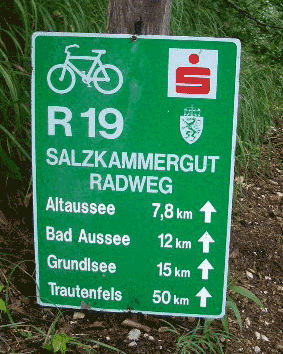 R 19
SALZKAMMERGUT
RADWEG
Altaussee 7,8 km ↑
Bad Aussee 12 km ↑
Grundlsee 15 km ↑
Trautenfels 50 km ↑